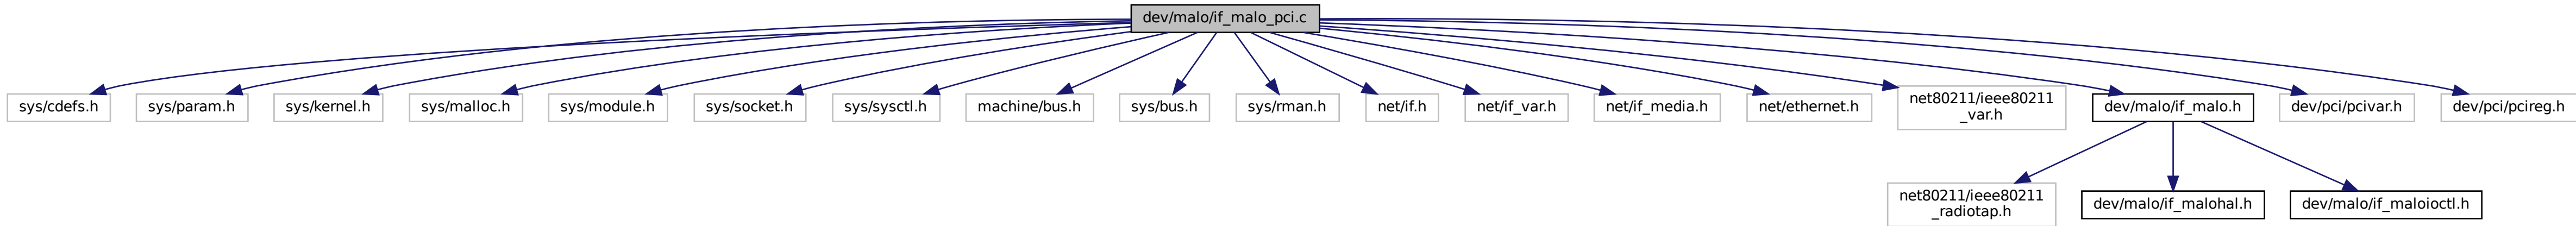 dev/malo/if_malo_pci.c
sys/cdefs.h
sys/param.h
sys/kernel.h
sys/malloc.h
sys/module.h
sys/socket.h
sys/sysctl.h
machine/bus.h
sys/bus.h
sys/rman.h
net/if.h
net/if_var.h
net/if_media.h
net/ethernet.h
net80211/ieee80211
_var.h
dev/malo/if_malo.h
dev/pci/pcivar.h
dev/pci/pcireg.h
net80211/ieee80211
_radiotap.h
dev/malo/if_malohal.h
dev/malo/if_maloioctl.h